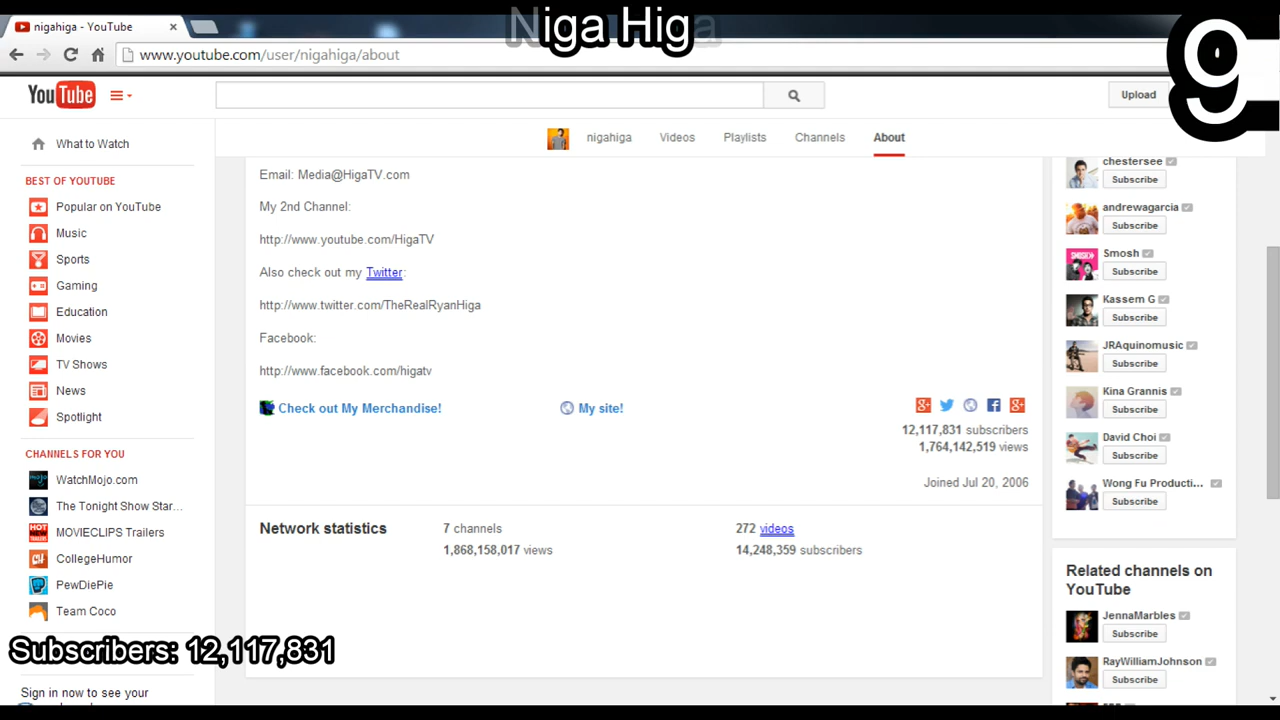 nigahiga - YouTube
Niga Higa
9
www.youtube.com/user/nigahiga/about
YouTube
Upload
nigahiga
Videos
Playlists
Channels
About
What to Watch
BEST OF YOUTUBE
Popular on YouTube
Music
Sports
Gaming
Education
Movies
TV Shows
News
Spotlight
CHANNELS FOR YOU
WatchMojo.com
The Tonight Show Star...
MOVIECLIPS Trailers
CollegeHumor
PewDiePie
Team Coco
Subscribers: 12,117,831
Sign in now to see your
Email: Media@HigaTV.com
My 2nd Channel:
http://www.youtube.com/HigaTV
Also check out my Twitter:
http://www.twitter.com/TheRealRyanHiga
Facebook:
http://www.facebook.com/higatv
Check out My Merchandise!
My site!
12,117,831 subscribers
1,764,142,519 views
Joined Jul 20, 2006
Network statistics
7 channels
272 videos
1,868,158,017 views
14,248,359 subscribers
chestersee
Subscribe
andrewagarcia
Subscribe
Smosh
Subscribe
Kassem G
Subscribe
JRAquinomusic
Subscribe
Kina Grannis
Subscribe
David Choi
Subscribe
Wong Fu Producti...
Subscribe
Related channels on
YouTube
JennaMarbles
Subscribe
RayWilliamJohnson
Subscribe